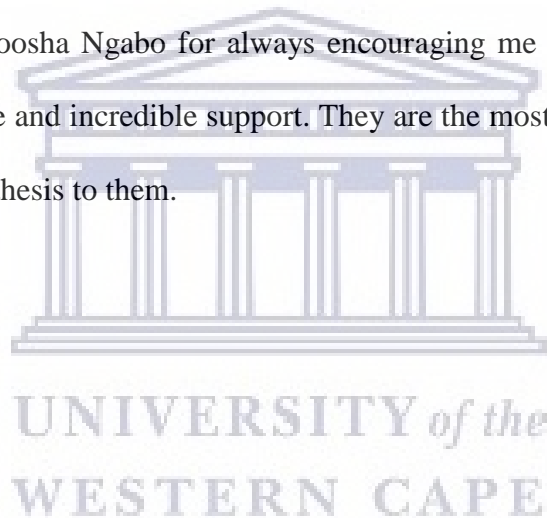 oosha Ngabo for always encouraging me
e and incredible support. They are the most
hesis to them.
UNIVERSITY of the
WESTERN CAPE